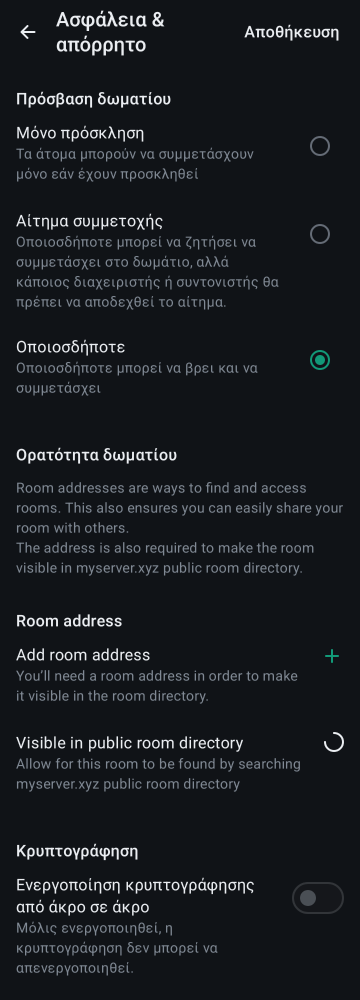 Ασφάλεια &
απόρρητο
Αποθήκευση
Πρόσβαση δωματίου
Μόνο πρόσκληση
Τα άτομα μπορούν να συμμετάσχουν
μόνο εάν έχουν προσκληθεί
Αίτημα συμμετοχής
Οποιοσδήποτε μπορεί να ζητήσει να
συμμετάσχει στο δωμάτιο, αλλά
κάποιος διαχειριστής ή συντονιστής θα
πρέπει να αποδεχθεί το αίτημα.
Οποιοσδήποτε
Οποιοσδήποτε μπορεί να βρει και να
συμμετάσχει
Ορατότητα δωματίου
Room addresses are ways to find and access
rooms. This also ensures you can easily share your
room with others.
The address is also required to make the room
visible in myserver.xyz public room directory.
Room address
Add room address
You’ll need a room address in order to make
it visible in the room directory.
Visible in public room directory
Allow for this room to be found by searching
myserver.xyz public room directory
Κρυπτογράφηση
Ενεργοποίηση κρυπτογράφησης
από άκρο σε άκρο
Μόλις ενεργοποιηθεί, η
κρυπτογράφηση δεν μπορεί να
απενεργοποιηθεί.